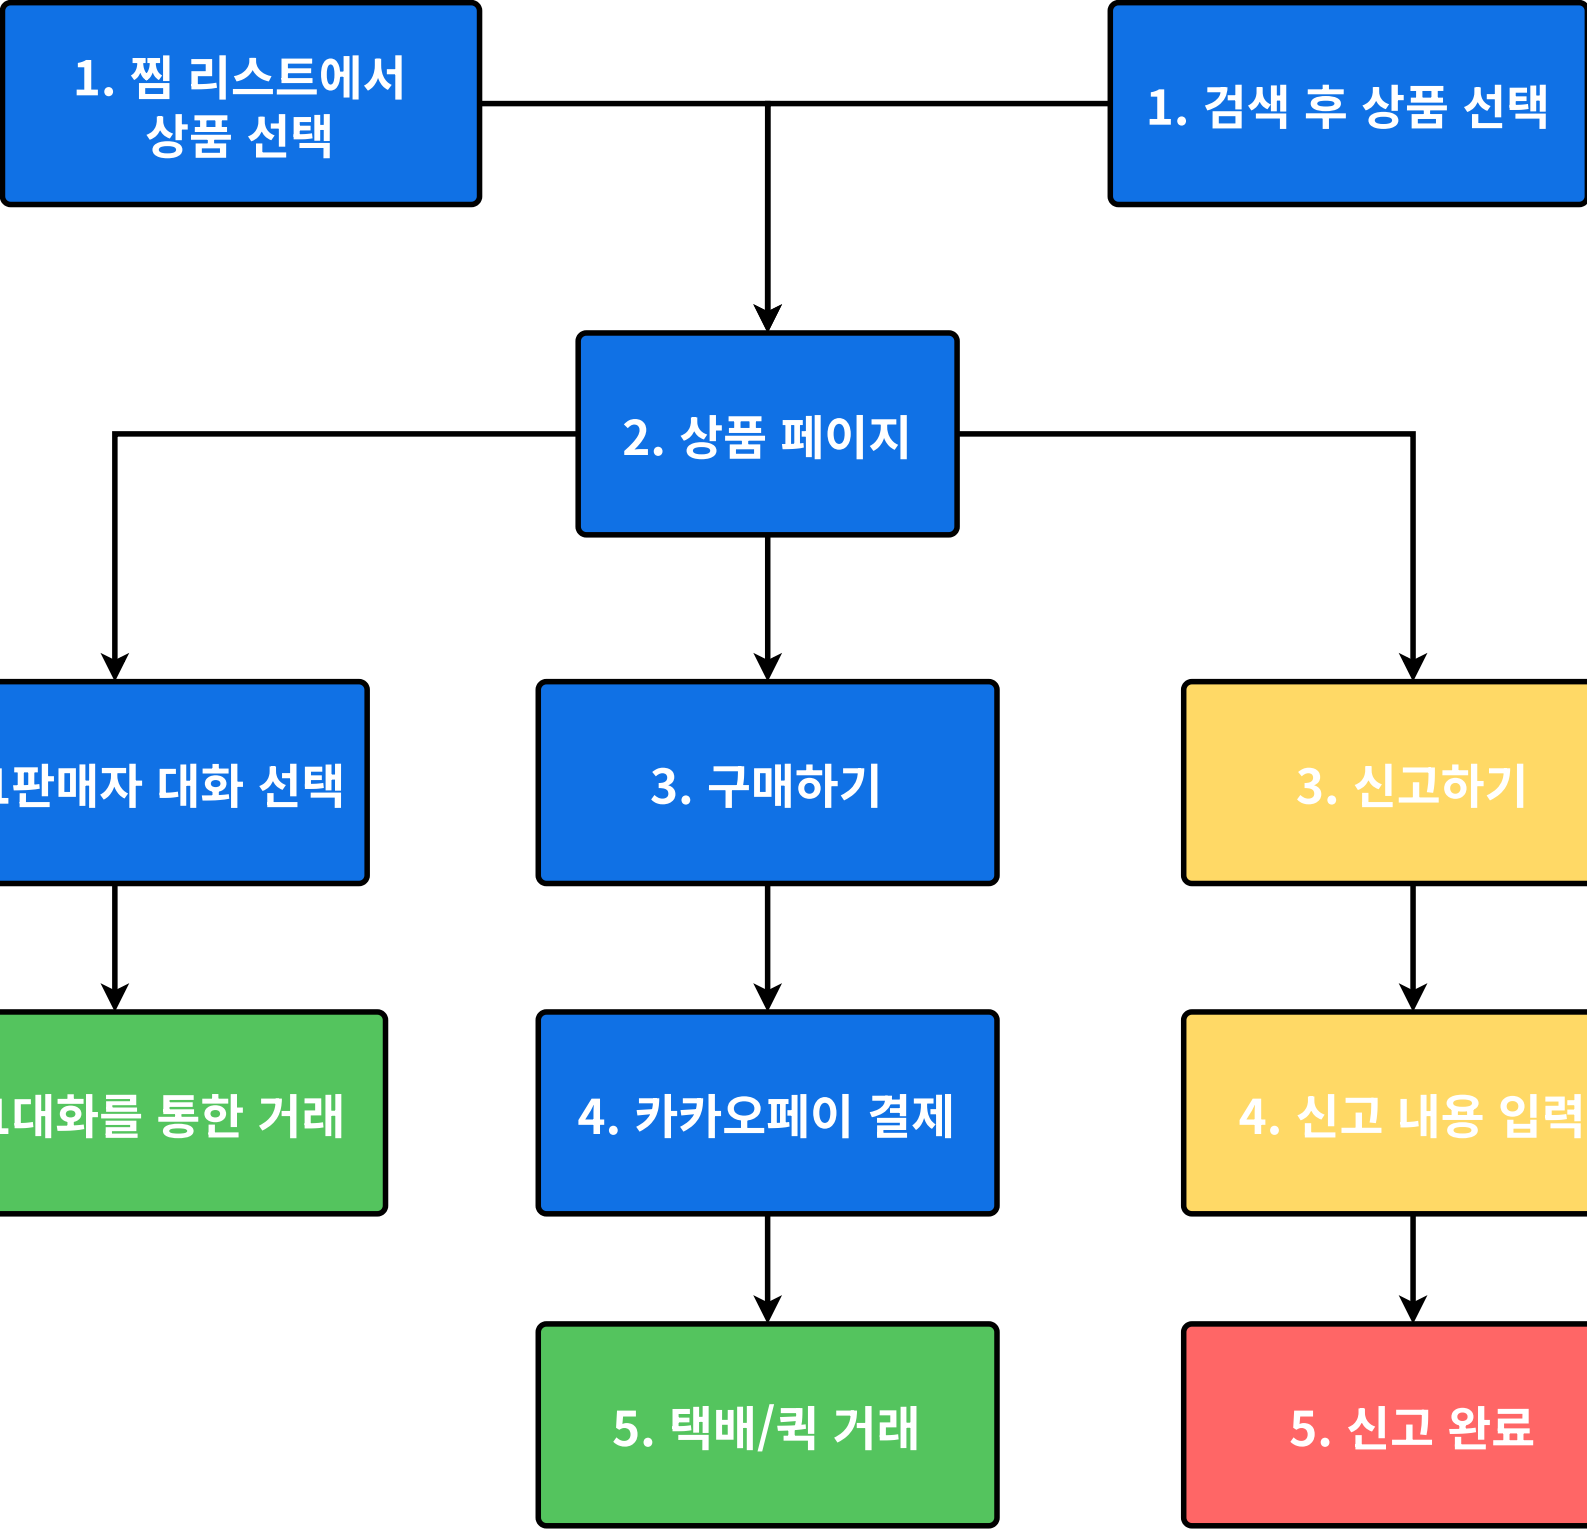 1. 찜 리스트에서
상품 선택
1. 검색 후 상품 선택
2. 상품 페이지
1판매자 대화 선택
3. 구매하기
3. 신고하기
1대화를 통한 거래
4. 카카오페이 결제
4. 신고 내용 입력
5. 택배/퀵 거래
5. 신고 완료